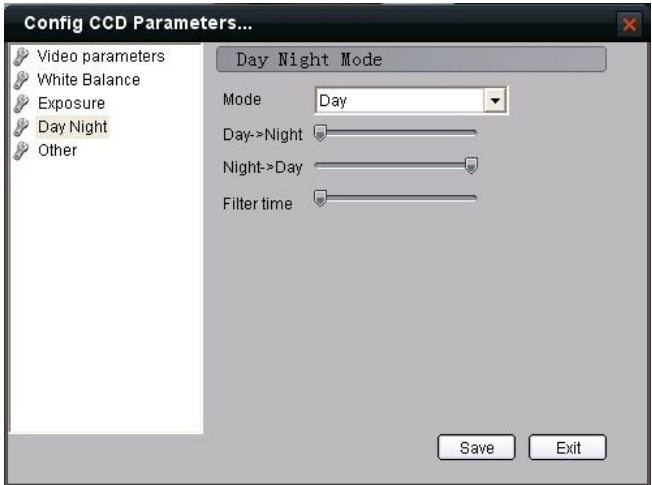 Config CCD Parameters...
Video parameters
White Balance
Exposure
Day Night
Other
Day Night Mode
Mode
Day
Day->Night
Night->Day
Filter time
Save
Exit